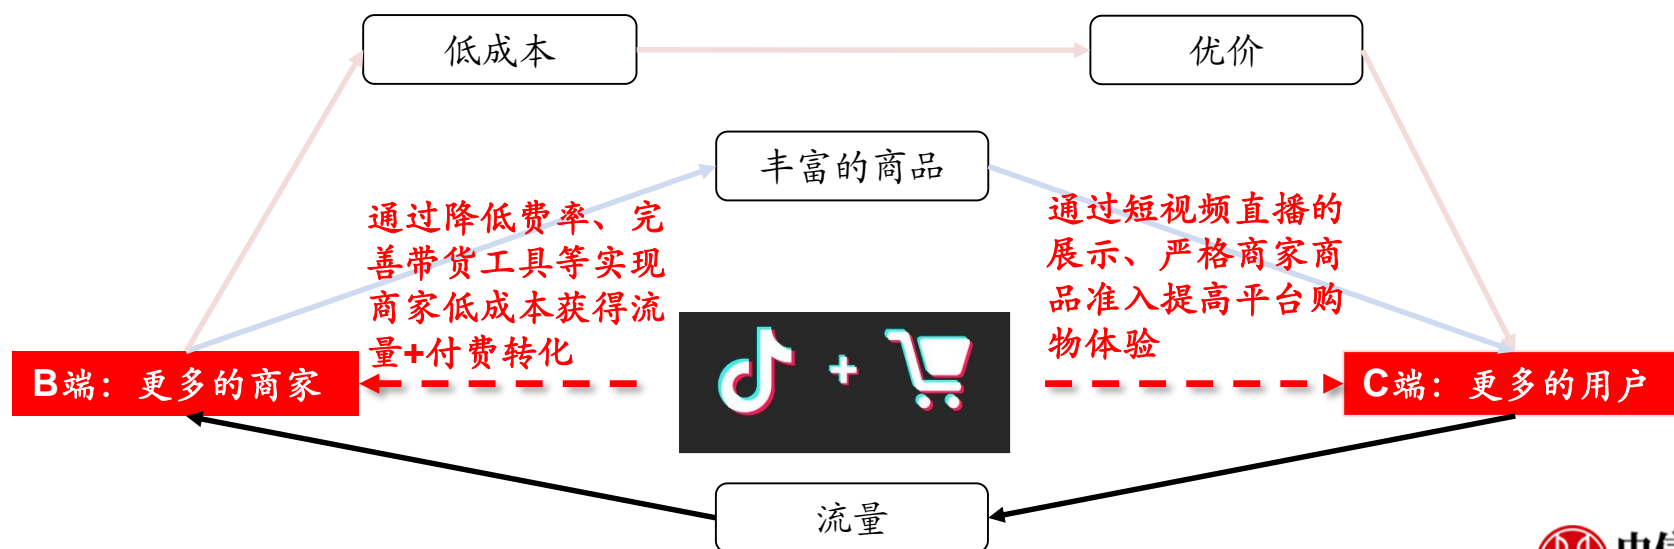 低成本
优价
丰富的商品
通过降低费率、完
善带货工具等实现
商家低成本获得流
量+付费转化
通过短视频直播的
展示、严格商家商
品准入提高平台购
物体验
+
B端：更多的商家
C端：更多的用户
流量